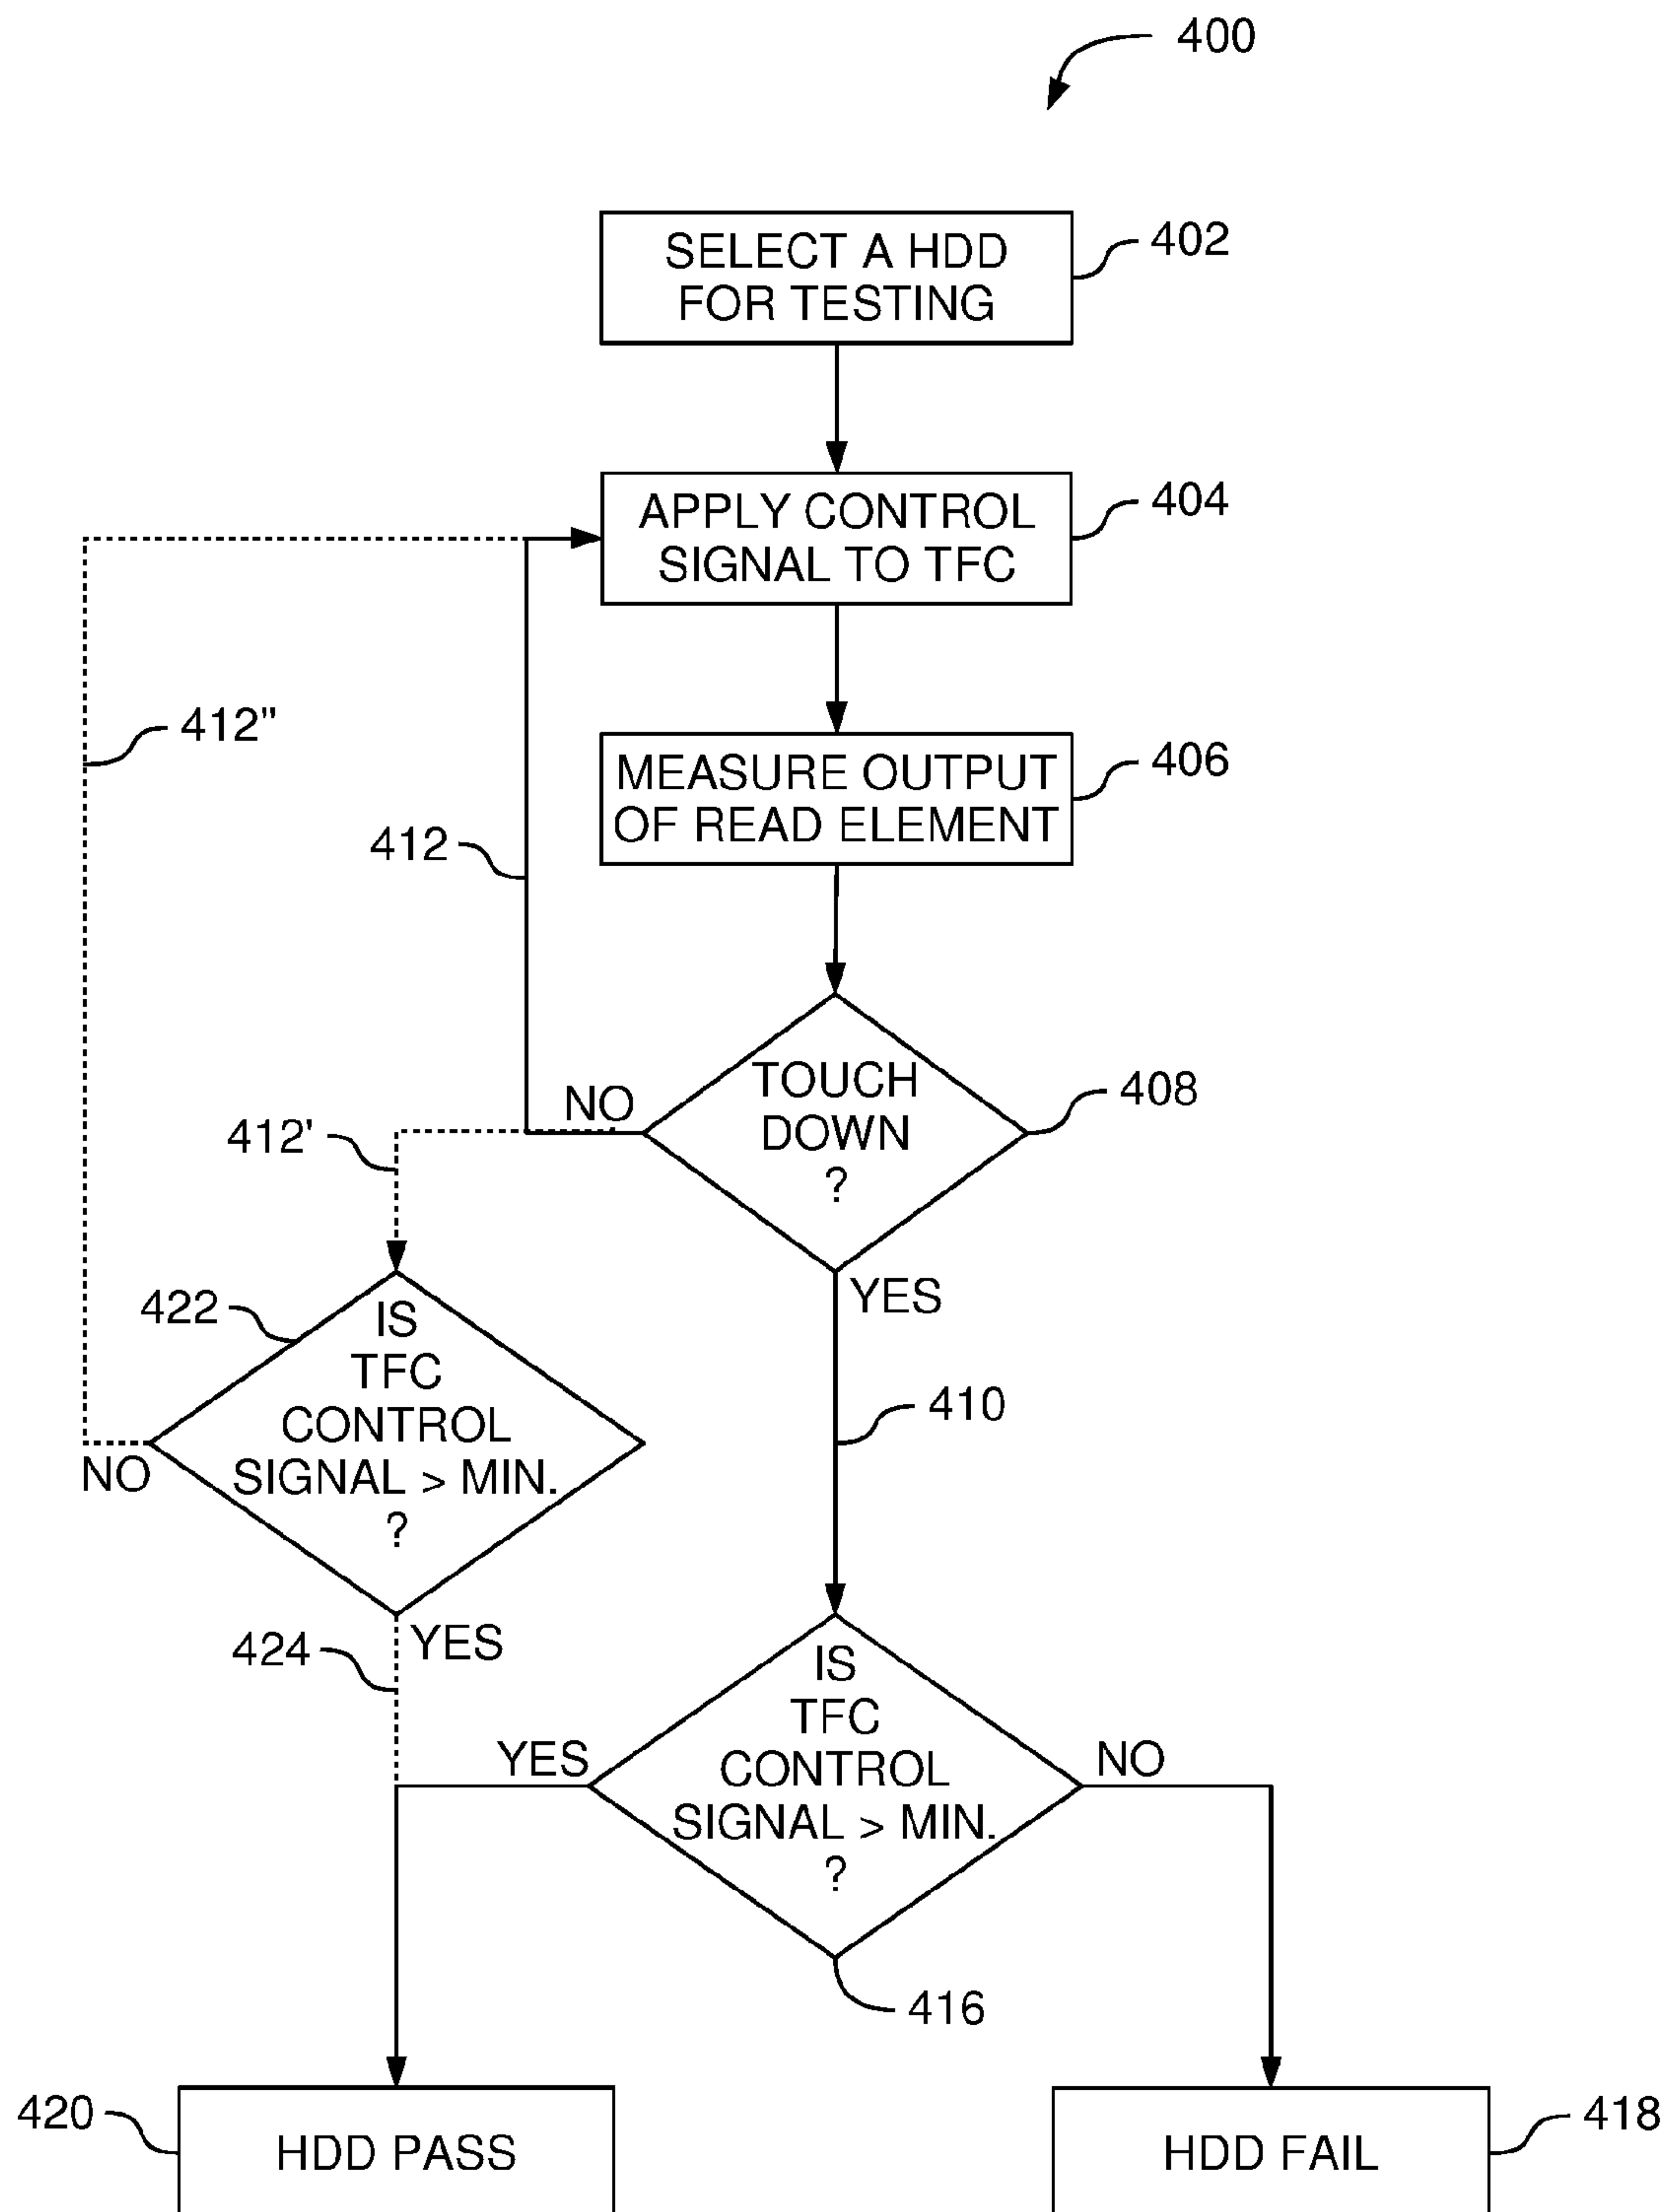 400
SELECT A HDD
FOR TESTING
402
APPLY CONTROL
SIGNAL TO TFC
404
412"
MEASURE OUTPUT
OF READ ELEMENT
406
412
TOUCH
DOWN
?
408
NO
412'
YES
422
IS
TFC
CONTROL
SIGNAL > MIN.
?
NO
410
YES
424
IS
TFC
CONTROL
SIGNAL > MIN.
?
YES
NO
416
420
HDD PASS
HDD FAIL
418